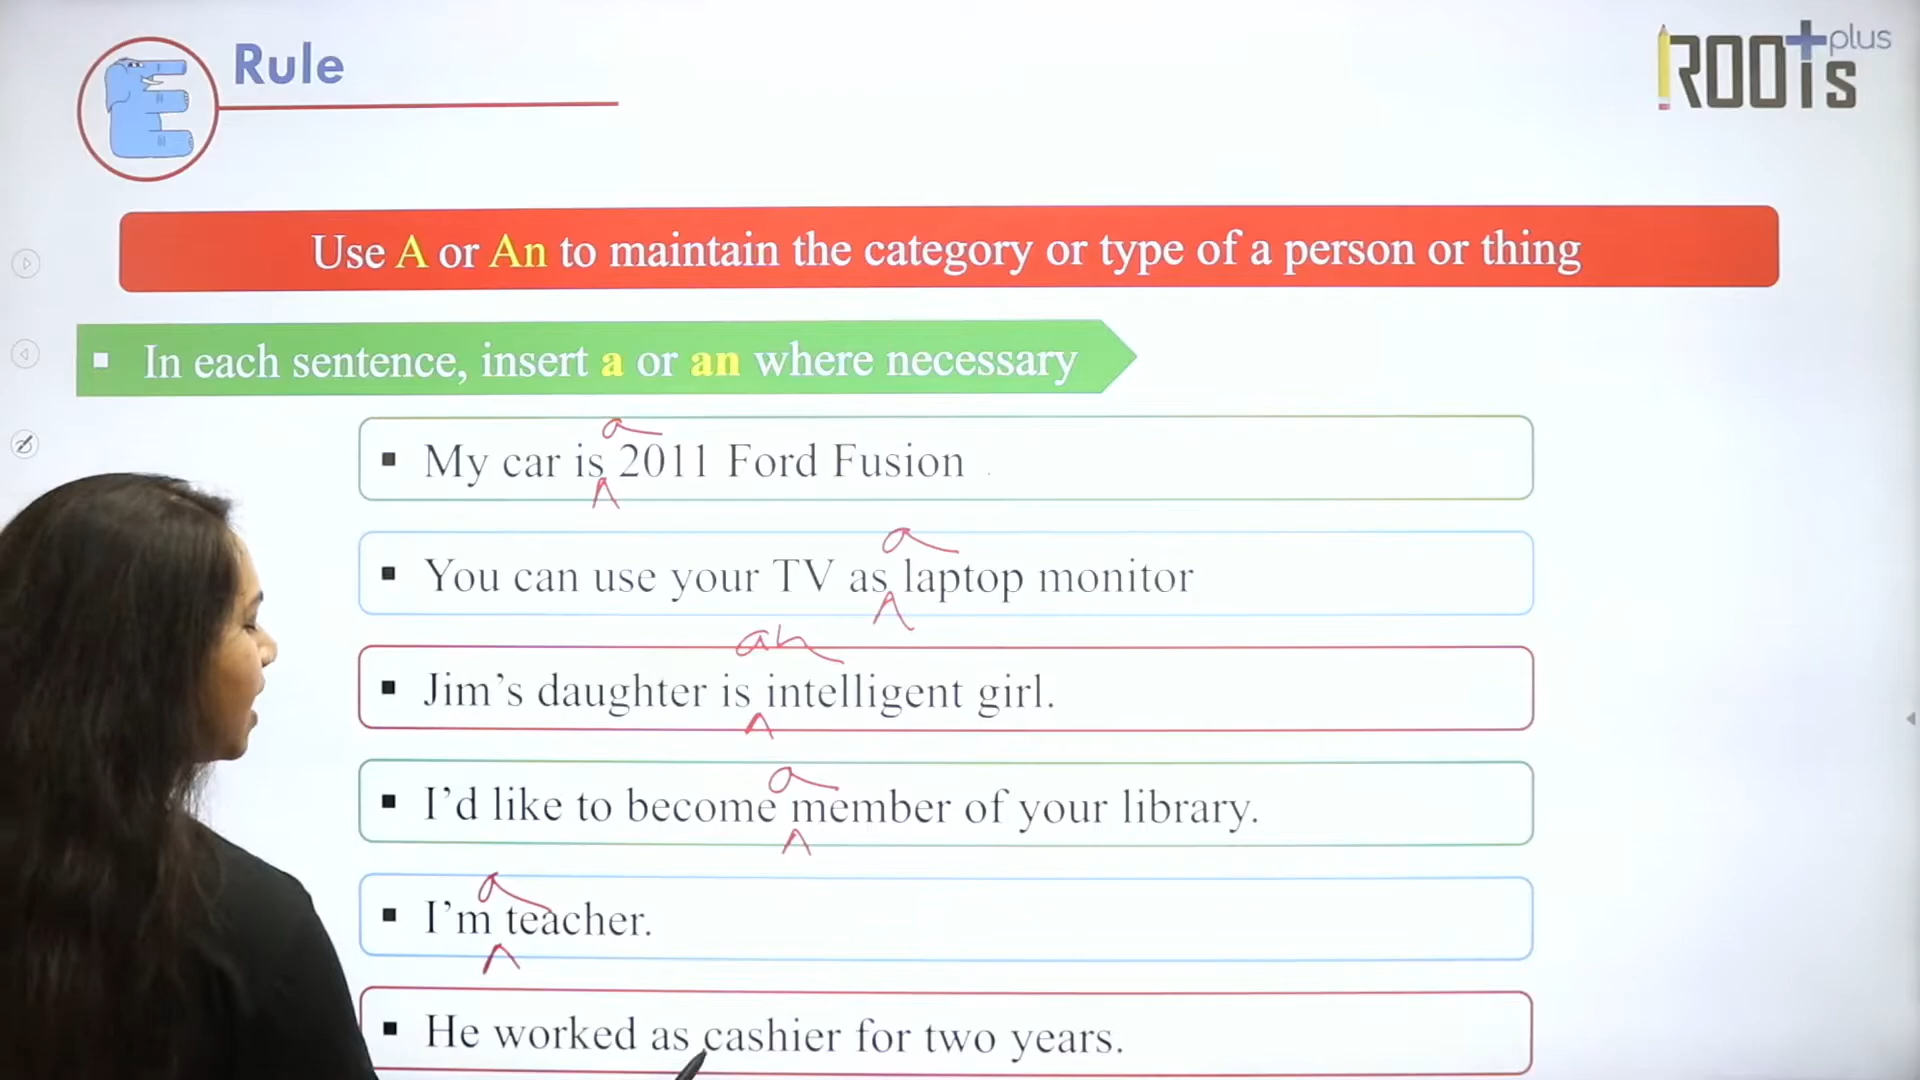 Rule
ROOTS plus
Use A or An to maintain the category or type of a person or thing
▪ In each sentence, insert a or an where necessary
a
▪ My car is 2011 Ford Fusion
a
▪ You can use your TV as laptop monitor
an
▪ Jim's daughter is intelligent girl.
a
▪ I'd like to become member of your library.
a
▪ I'm teacher.
▪ He worked as cashier for two years.